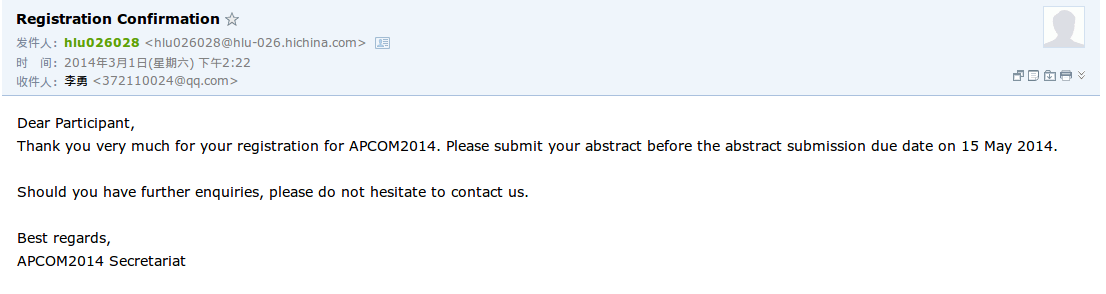 Registration Confirmation
发件人：hlu026028 <hlu026028@hlu-026.hichina.com>
时　间：2014年3月1日(星期六) 下午2:22
收件人：李勇 <372110024@qq.com>
Dear Participant,
Thank you very much for your registration for APCOM2014. Please submit your abstract before the abstract submission due date on 15 May 2014.
Should you have further enquiries, please do not hesitate to contact us.
Best regards,
APCOM2014 Secretariat